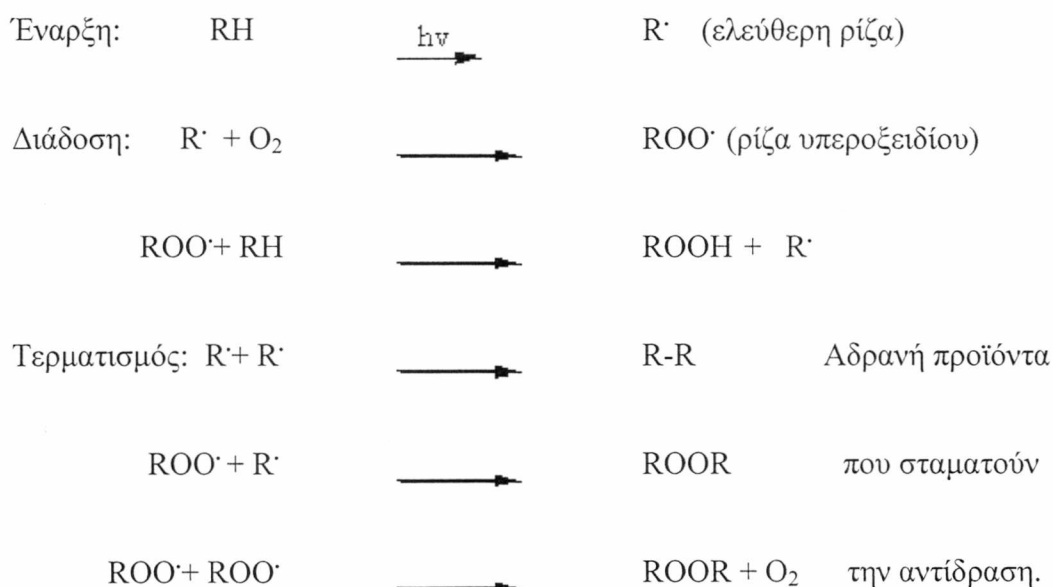 Έναρξη: RH hν R· (ελεύθερη ρίζα)
Διάδοση: R· + O₂ ROO· (ρίζα υπεροξειδίου)
ROO·+ RH ROOH + R·
Τερματισμός: R·+ R· R-R Αδρανή προϊόντα
ROO·+ R· ROOR που σταματούν
ROO·+ ROO· ROOR + O₂ την αντίδραση.